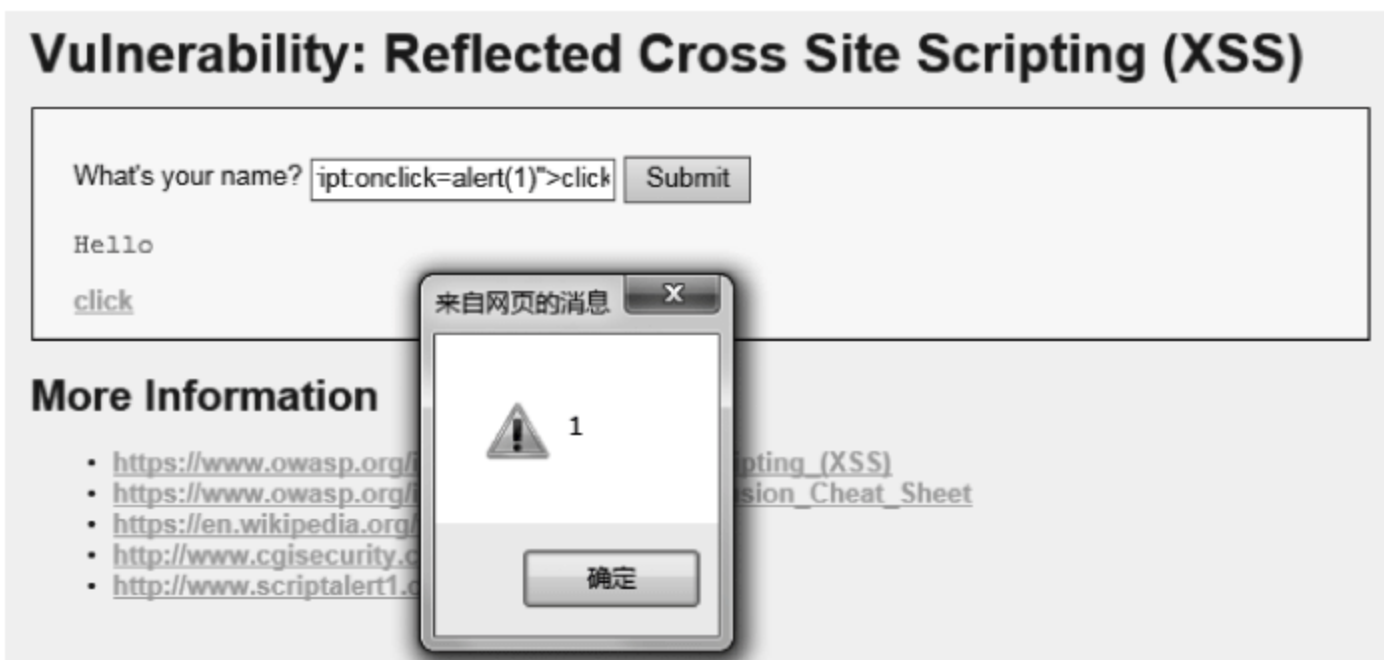 Vulnerability: Reflected Cross Site Scripting (XSS)
What's your name? ipt:onclick=alert(1)">click Submit
Hello
click
来自网页的消息 x
1
确定
More Information
• https://www.owasp.org/ pting_(XSS)
• https://www.owasp.org/ sion_Cheat_Sheet
• https://en.wikipedia.org/
• http://www.cgisecurity.c
• http://www.scriptalert1.c